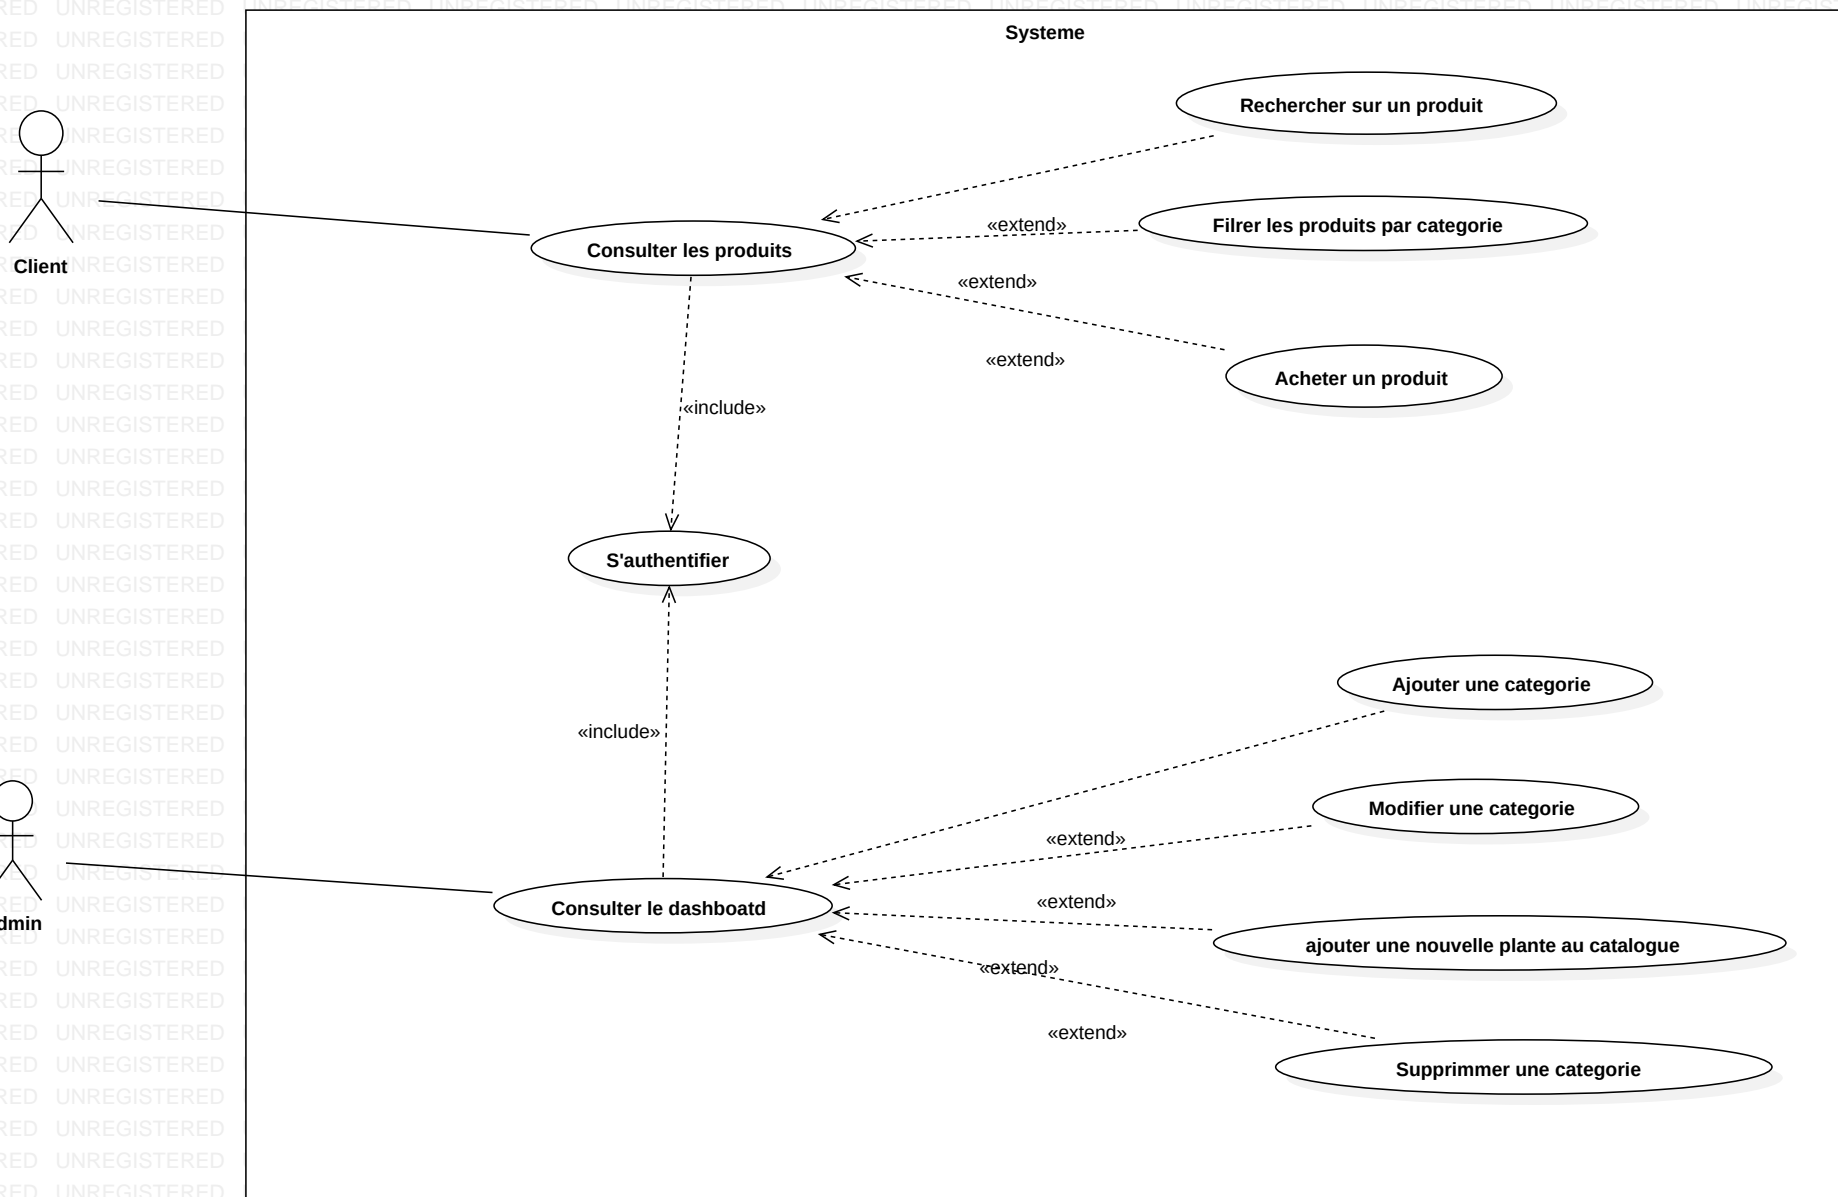 Systeme
Rechercher sur un produit
Client
Consulter les produits
«extend»
Filrer les produits par categorie
«extend»
«extend»
Acheter un produit
«include»
S'authentifier
«include»
Ajouter une categorie
Modifier une categorie
«extend»
dmin
Consulter le dashboatd
«extend»
ajouter une nouvelle plante au catalogue
«extend»
«extend»
Supprimmer une categorie
UNREGISTERED